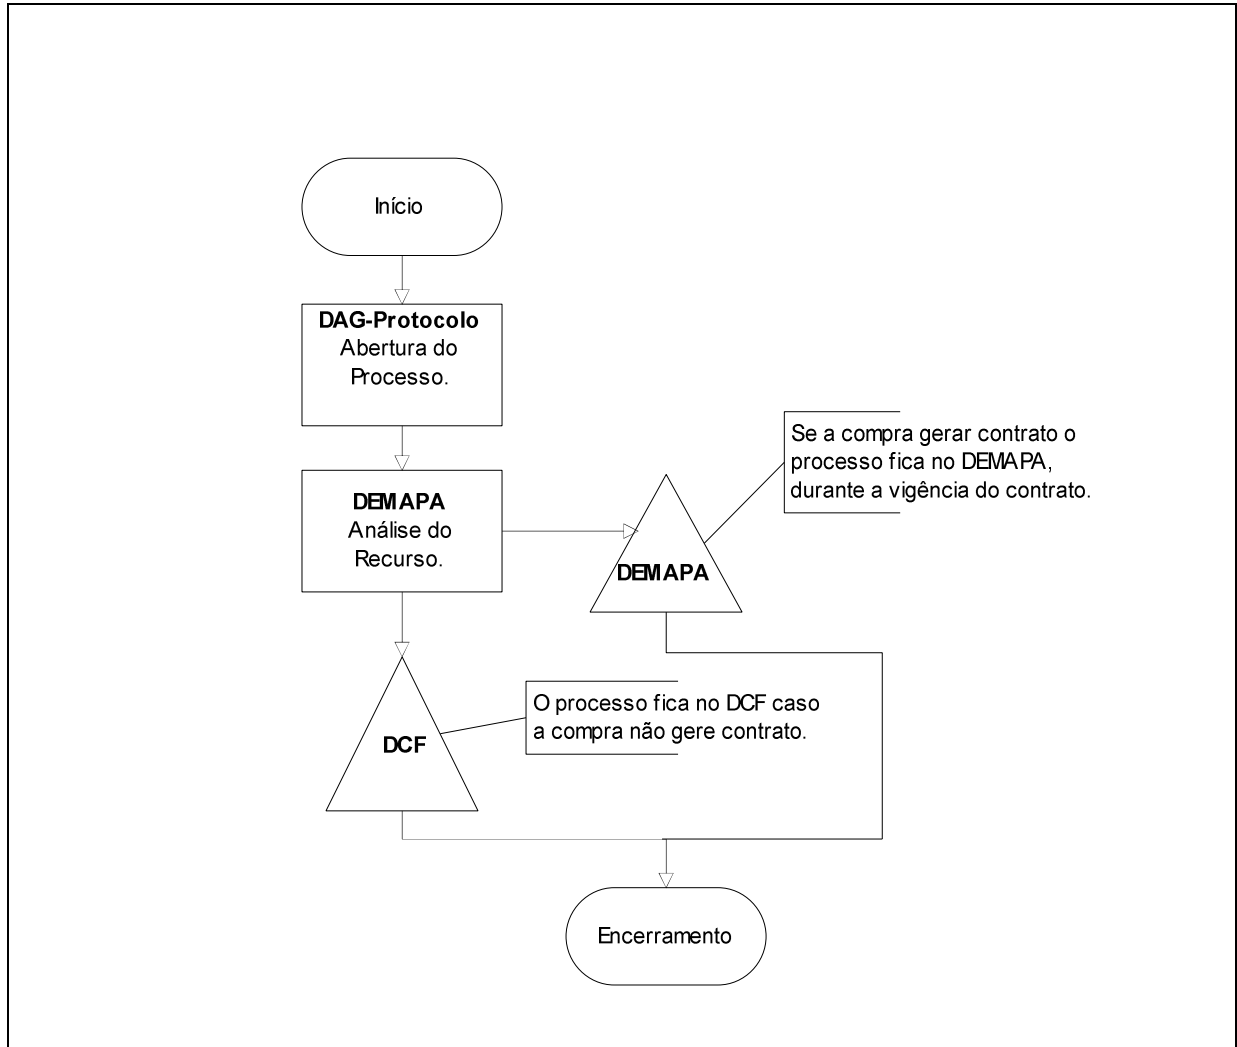 Início
DAG-Protocolo
Abertura do
Processo.
DEMAPA
Análise do
Recurso.
Se a compra gerar contrato o
processo fica no DEMAPA,
durante a vigência do contrato.
DEMAPA
O processo fica no DCF caso
a compra não gere contrato.
DCF
Encerramento